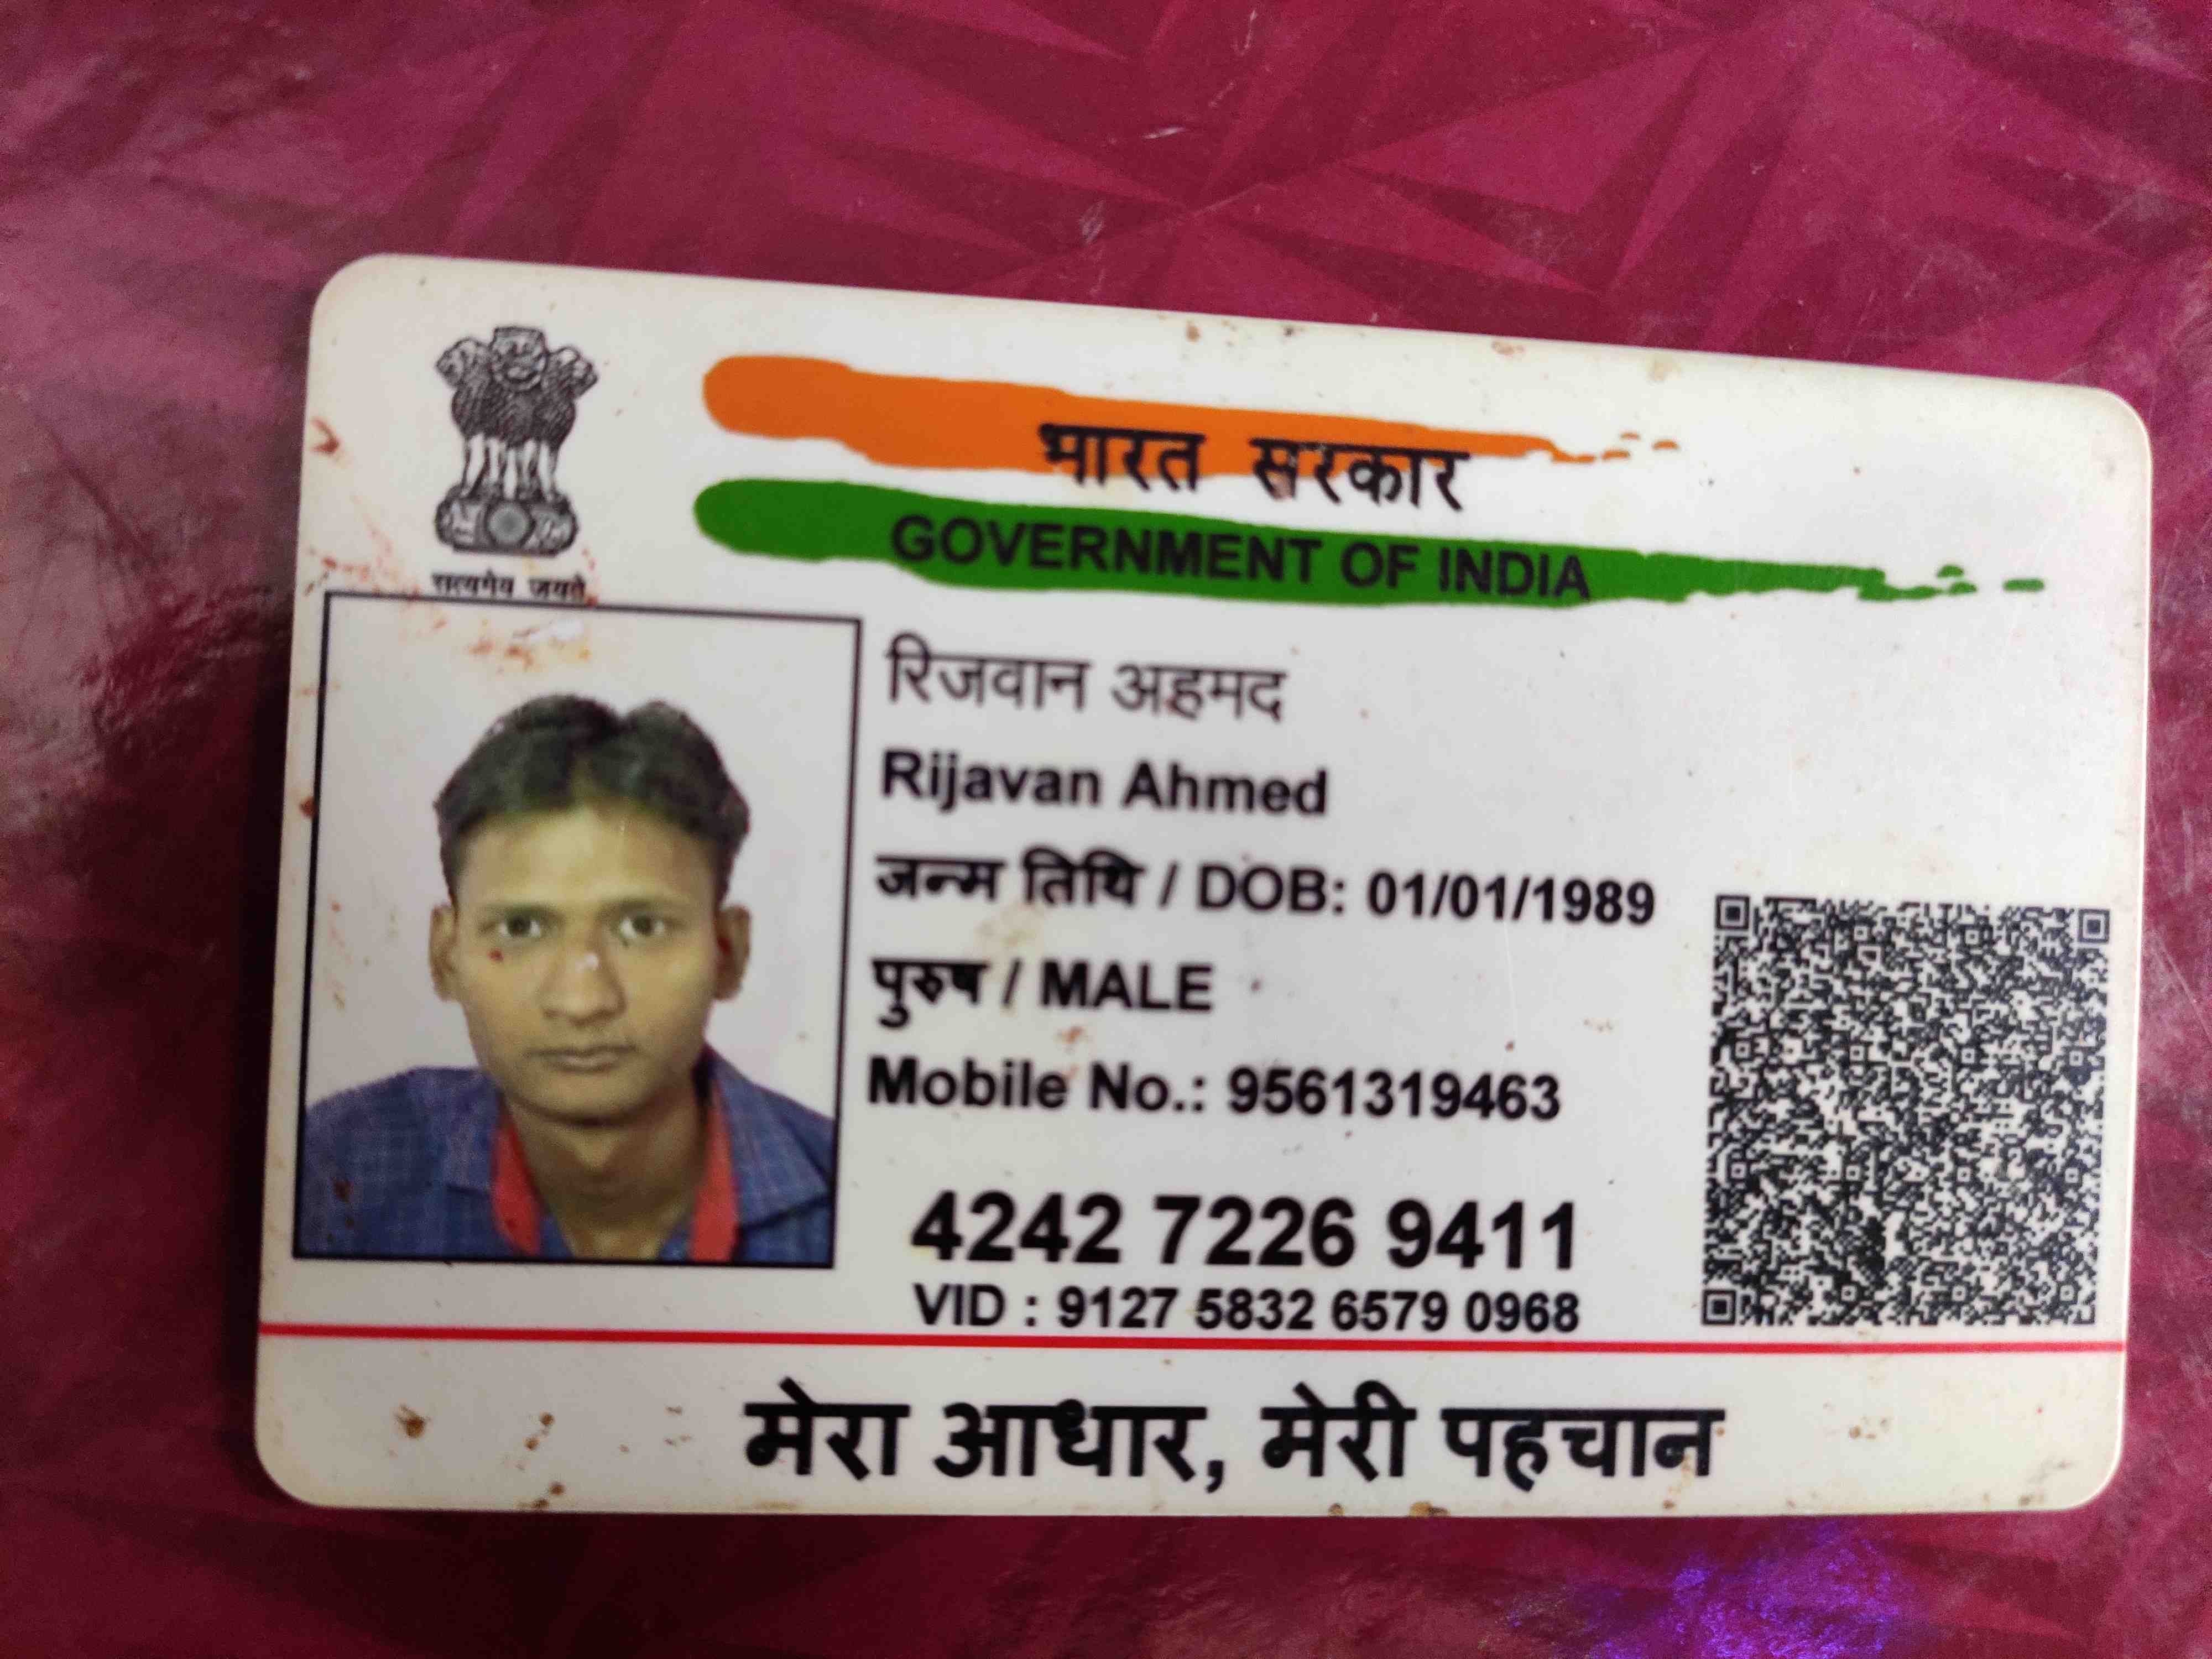 सत्यमेव जयते
भारत सरकार
GOVERNMENT OF INDIA
रिजवान अहमद
Rijavan Ahmed
जन्म तिथि / DOB: 01/01/1989
पुरुष / MALE
Mobile No.: 9561319463
4242 7226 9411
VID : 9127 5832 6579 0968
मेरा आधार, मेरी पहचान